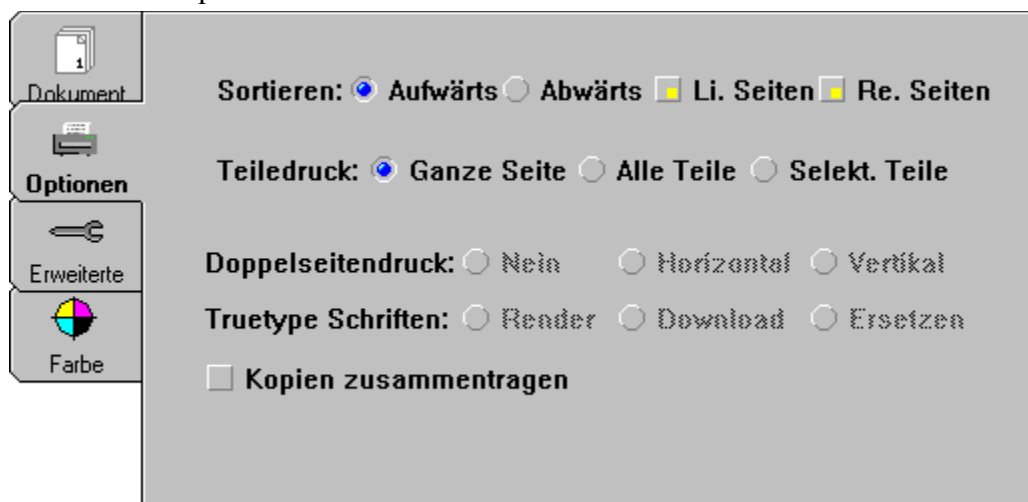 1
Dokument
Sortieren: Aufwärts Abwärts Li. Seiten Re. Seiten
Optionen
Teiledruck: Ganze Seite Alle Teile Selekt. Teile
Erweiterte
Doppelseitendruck: Nein Horizontal Vertikal
Truetype Schriften: Render Download Ersetzen
Farbe
Kopien zusammentragen